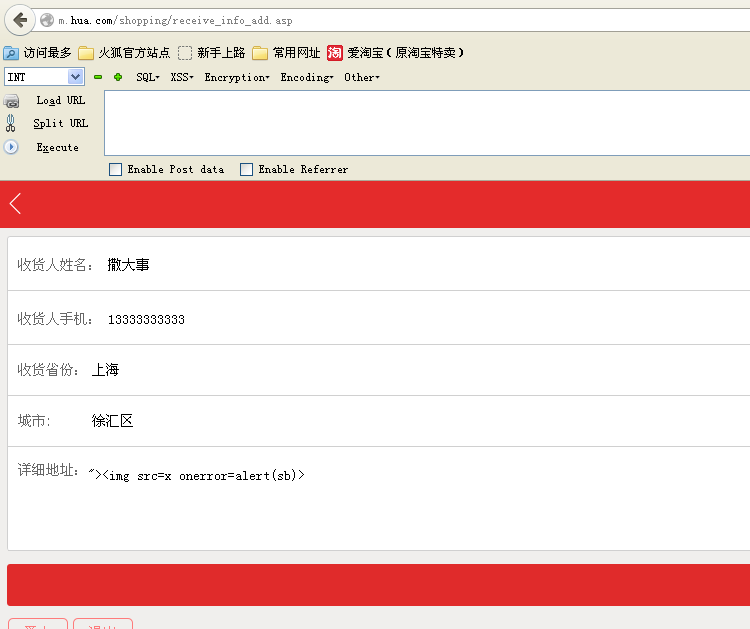 m.hua.com/shopping/receive_info_add.asp
访问最多 火狐官方站点 新手上路 常用网址 淘 爱淘宝(原淘宝特卖)
INT SQL▾ XSS▾ Encryption▾ Encoding▾ Other▾
Load URL
Split URL
Execute
Enable Post data Enable Referrer
收货人姓名: 撒大事
收货人手机: 13333333333
收货省份: 上海
城市: 徐汇区
详细地址: "><img src=x onerror=alert(sb)>